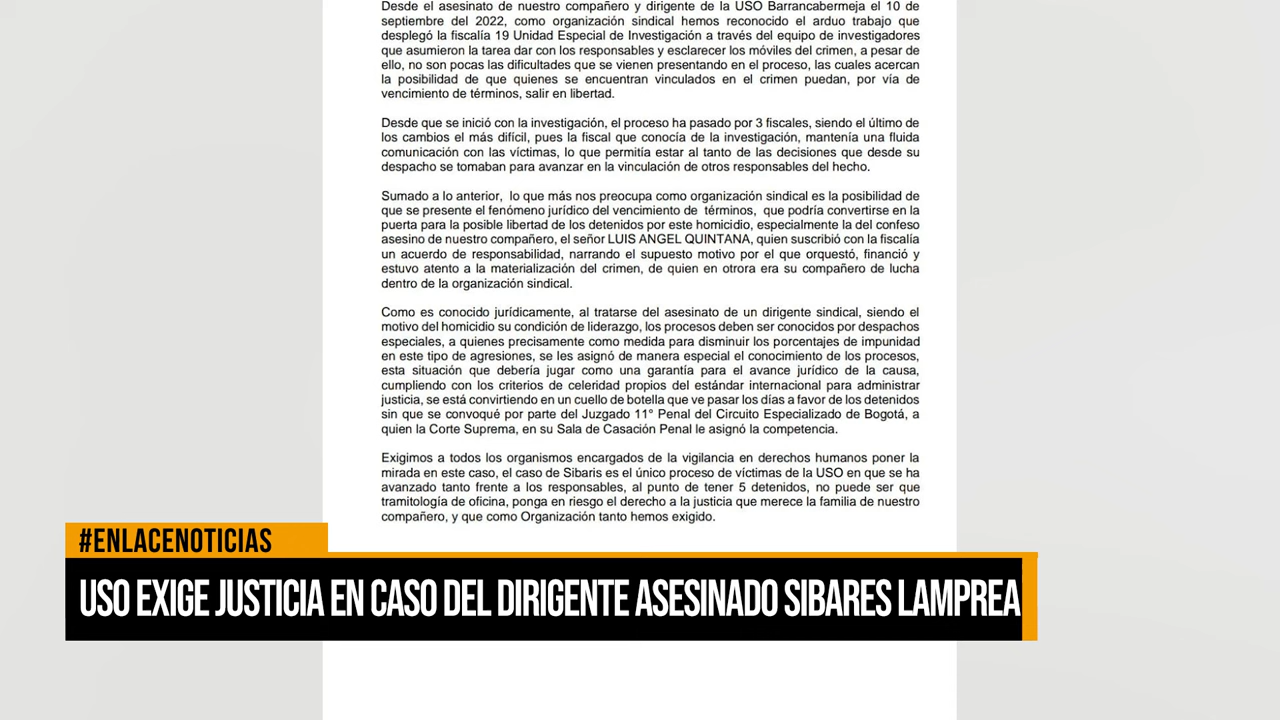 Desde el asesinato de nuestro compañero y dirigente de la USO Barrancabermeja el 10 de
septiembre del 2022, como organización sindical hemos reconocido el arduo trabajo que
desplegó la fiscalía 19 Unidad Especial de Investigación a través del equipo de investigadores
que asumieron la tarea dar con los responsables y esclarecer los móviles del crimen, a pesar de
ello, no son pocas las dificultades que se vienen presentando en el proceso, las cuales acercan
la posibilidad de que quienes se encuentran vinculados en el crimen puedan, por vía de
vencimiento de términos, salir en libertad.
Desde que se inició con la investigación, el proceso ha pasado por 3 fiscales, siendo el último de
los cambios el más difícil, pues la fiscal que conocía de la investigación, mantenía una fluida
comunicación con las víctimas, lo que permitía estar al tanto de las decisiones que desde su
despacho se tomaban para avanzar en la vinculación de otros responsables del hecho.
Sumado a lo anterior, lo que más nos preocupa como organización sindical es la posibilidad de
que se presente el fenómeno jurídico del vencimiento de términos, que podría convertirse en la
puerta para la posible libertad de los detenidos por este homicidio, especialmente la del confeso
asesino de nuestro compañero, el señor LUIS ANGEL QUINTANA, quien suscribió con la fiscalía
un acuerdo de responsabilidad, narrando el supuesto motivo por el que orquestó, financió y
estuvo atento a la materialización del crimen, de quien en otrora era su compañero de lucha
dentro de la organización sindical.
Como es conocido jurídicamente, al tratarse del asesinato de un dirigente sindical, siendo el
motivo del homicidio su condición de liderazgo, los procesos deben ser conocidos por despachos
especiales, a quienes precisamente como medida para disminuir los porcentajes de impunidad
en este tipo de agresiones, se les asignó de manera especial el conocimiento de los procesos,
esta situación que debería jugar como una garantía para el avance jurídico de la causa,
cumpliendo con los criterios de celeridad propios del estándar internacional para administrar
justicia, se está convirtiendo en un cuello de botella que ve pasar los días a favor de los detenidos
sin que se convoqué por parte del Juzgado 11° Penal del Circuito Especializado de Bogotá, a
quien la Corte Suprema, en su Sala de Casación Penal le asignó la competencia.
Exigimos a todos los organismos encargados de la vigilancia en derechos humanos poner la
mirada en este caso, el caso de Sibaris es el único proceso de víctimas de la USO en que se ha
avanzado tanto frente a los responsables, al punto de tener 5 detenidos, no puede ser que
tramitología de oficina, ponga en riesgo el derecho a la justicia que merece la familia de nuestro
compañero, y que como Organización tanto hemos exigido.
#ENLACENOTICIAS
USO EXIGE JUSTICIA EN CASO DEL DIRIGENTE ASESINADO SIBARES LAMPREA